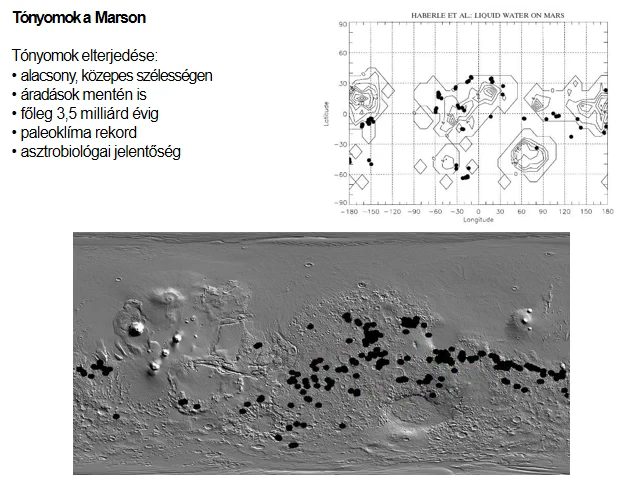 Tónyomok a Marson
Tónyomok elterjedése:
• alacsony, közepes szélességen
• áradások mentén is
• főleg 3,5 milliárd évig
• paleoklíma rekord
• asztrobiológai jelentőség
HABERLE ET AL.: LIQUID WATER ON MARS
90
60
30
0
-30
-60
-90
Latitude
-180 -150 -120 -90 -60 -30 0 30 60 90 120 150 180
Longitude